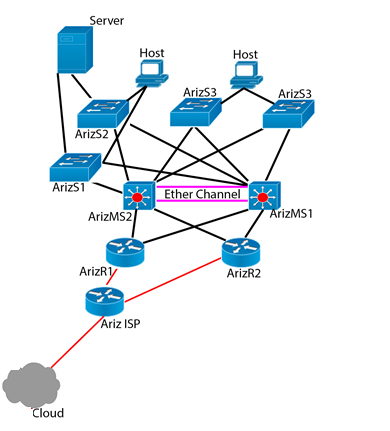 Server
Host
Host
ArizS3
ArizS3
ArizS2
ArizS1
Ether Channel
ArizMS2
ArizMS1
ArizR1
ArizR2
Ariz ISP
Cloud